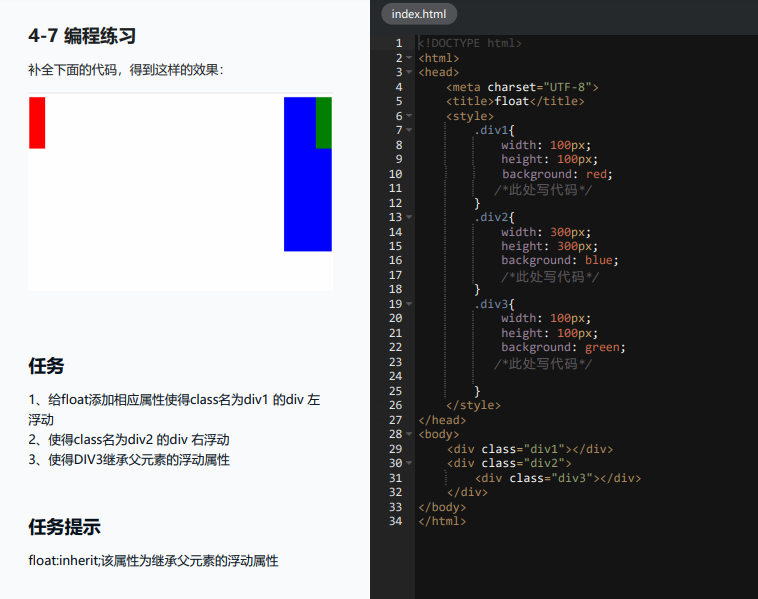 4-7 编程练习
补全下面的代码，得到这样的效果：
任务
1、给float添加相应属性使得class名为div1 的div 左
浮动
2、使得class名为div2 的div 右浮动
3、使得DIV3继承父元素的浮动属性
任务提示
float:inherit;该属性为继承父元素的浮动属性
index.html
1 <!DOCTYPE html>
2 <html>
3 <head>
4 <meta charset="UTF-8">
5 <title>float</title>
6 <style>
7 .div1{
8 width: 100px;
9 height: 100px;
10 background: red;
11 /*此处写代码*/
12 }
13 .div2{
14 width: 300px;
15 height: 300px;
16 background: blue;
17 /*此处写代码*/
18 }
19 .div3{
20 width: 100px;
21 height: 100px;
22 background: green;
23 /*此处写代码*/
24
25 }
26 </style>
27 </head>
28 <body>
29 <div class="div1"></div>
30 <div class="div2">
31 <div class="div3"></div>
32 </div>
33 </body>
34 </html>